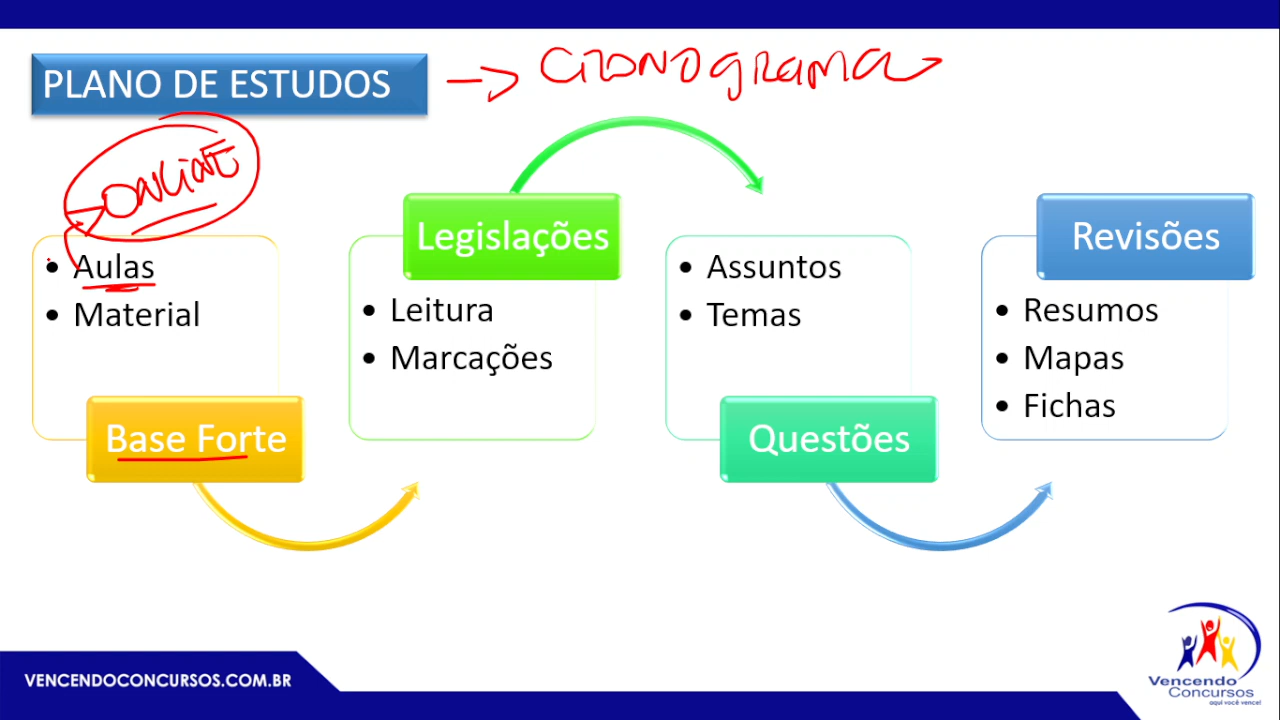 PLANO DE ESTUDOS
CRONOGRAMA
ONLINE
Aulas
Material
Base Forte
Legislações
Leitura
Marcações
Assuntos
Temas
Questões
Revisões
Resumos
Mapas
Fichas
VENCENDOCONCURSOS.COM.BR
Vencendo
Concursos
aqui você vence!